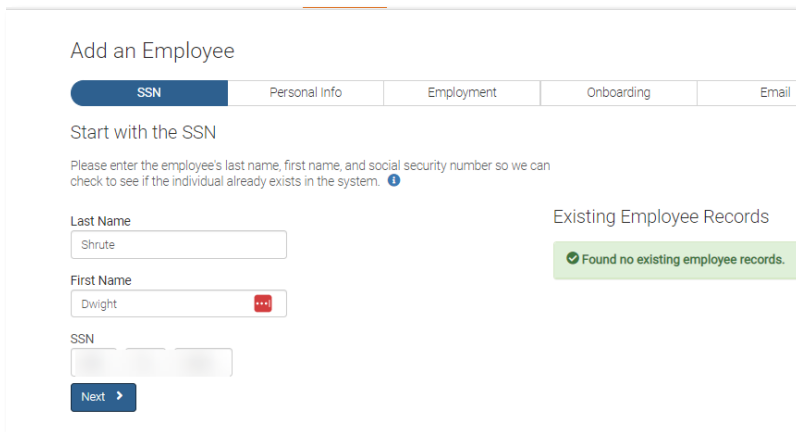 Add an Employee
SSN Personal Info Employment Onboarding Email
Start with the SSN
Please enter the employee's last name, first name, and social security number so we can
check to see if the individual already exists in the system.
Last Name
Shrute
First Name
Dwight
SSN
Next
Existing Employee Records
Found no existing employee records.